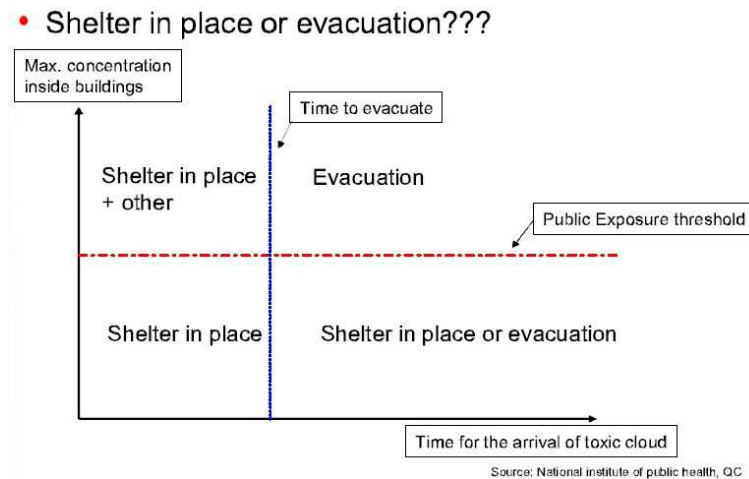 • Shelter in place or evacuation???
Max. concentration
inside buildings
Time to evacuate
Shelter in place
+ other
Evacuation
Public Exposure threshold
Shelter in place
Shelter in place or evacuation
Time for the arrival of toxic cloud
Source: National institute of public health, QC